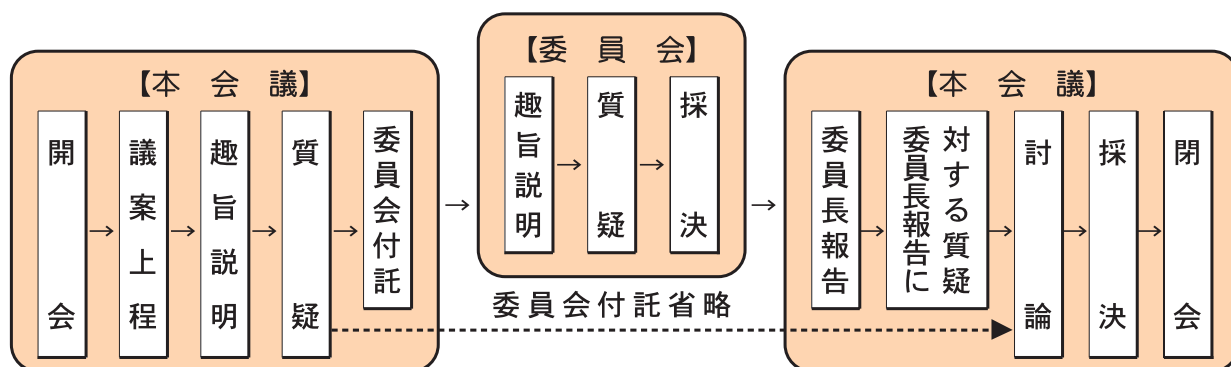 【本会議】
開会
議案上程
趣旨説明
質疑
委員会付託
【委員会】
趣旨説明
質疑
採決
【本会議】
委員長報告
委員長報告に
対する質疑
討論
採決
閉会
委員会付託省略